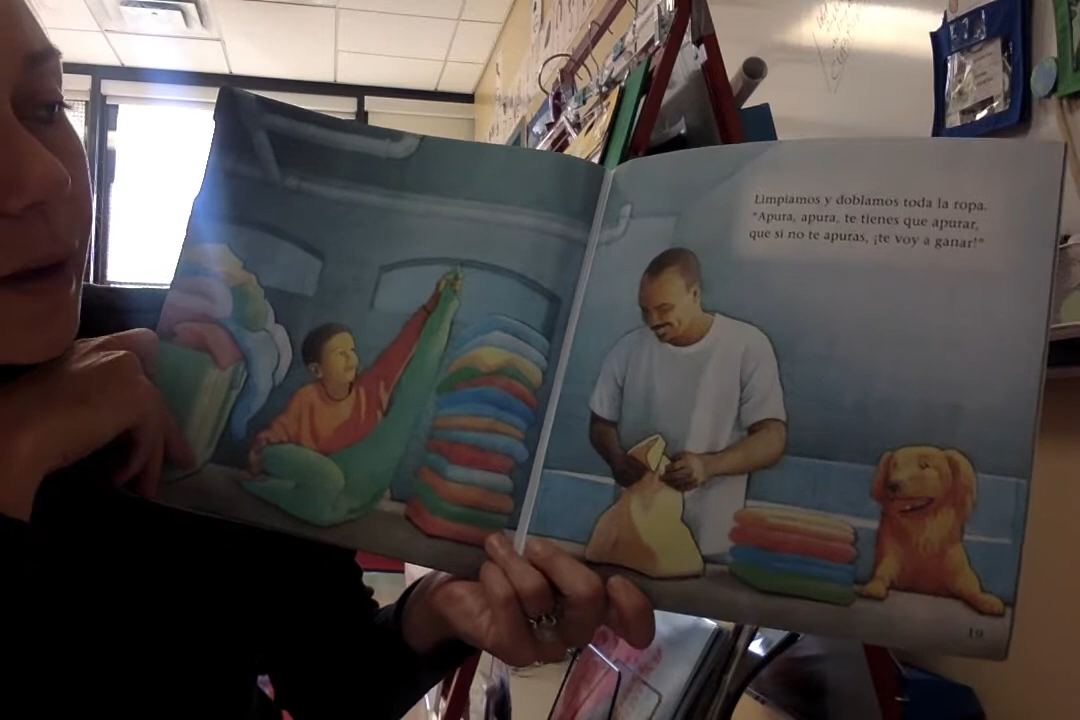 Limpiamos y doblamos toda la ropa.
"Apura, apura, te tienes que apurar,
que si no te apuras, ¡te voy a ganar!"
19